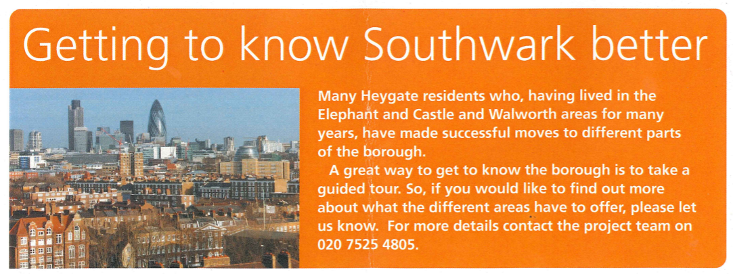 Getting to know Southwark better
Many Heygate residents who, having lived in the
Elephant and Castle and Walworth areas for many
years, have made successful moves to different parts
of the borough.
A great way to get to know the borough is to take a
guided tour. So, if you would like to find out more
about what the different areas have to offer, please let
us know.  For more details contact the project team on
020 7525 4805.